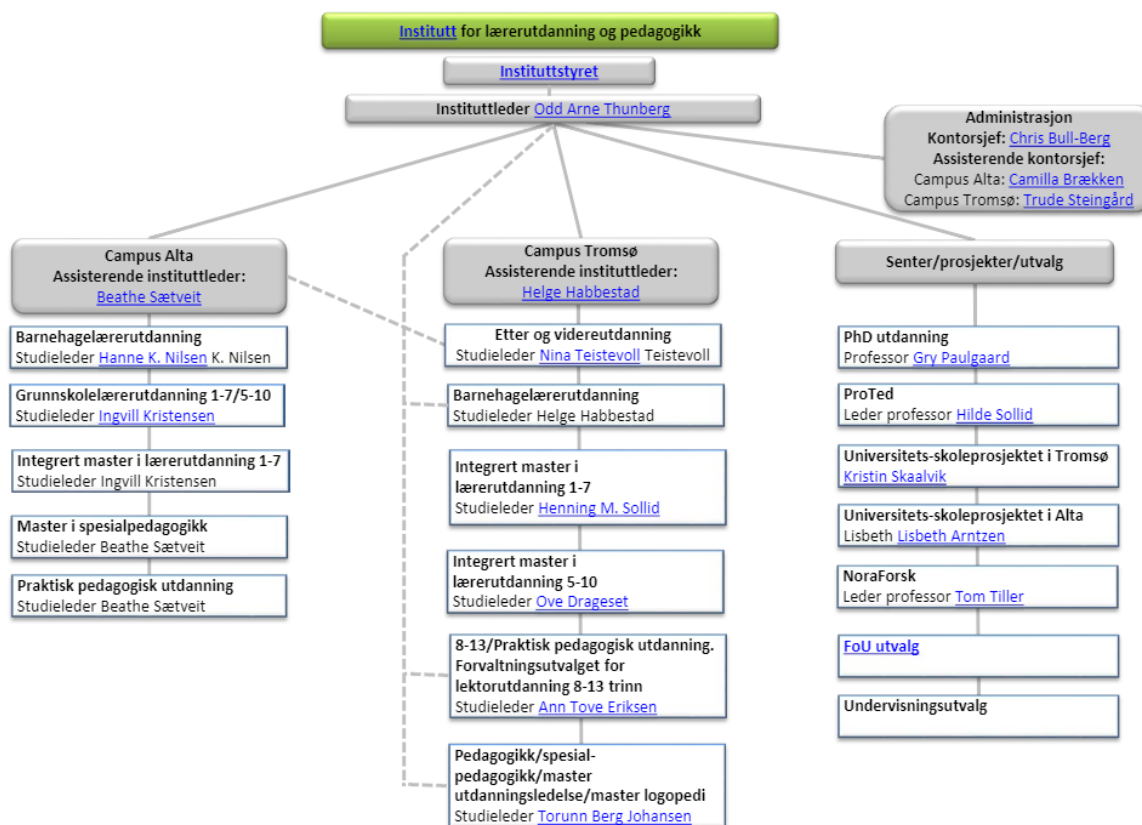 Institutt for lærerutdanning og pedagogikk
Instituttstyret
Instituttleder Odd Arne Thunberg
Administrasjon
Kontorsjef: Chris Bull-Berg
Assisterende kontorsjef:
Campus Alta: Camilla Brækken
Campus Tromsø: Trude Steingård
Campus Alta
Assisterende instituttleder:
Beathe Sætveit
Barnehagelærerutdanning
Studieleder Hanne K. Nilsen K. Nilsen
Grunnskolelærerutdanning 1-7/5-10
Studieleder Ingvill Kristensen
Integrert master i lærerutdanning 1-7
Studieleder Ingvill Kristensen
Master i spesialpedagogikk
Studieleder Beathe Sætveit
Praktisk pedagogisk utdanning
Studieleder Beathe Sætveit
Campus Tromsø
Assisterende instituttleder:
Helge Habbestad
Etter og videreutdanning
Studieleder Nina Teistevoll Teistevoll
Barnehagelærerutdanning
Studieleder Helge Habbestad
Integrert master i
lærerutdanning 1-7
Studieleder Henning M. Sollid
Integrert master i
lærerutdanning 5-10
Studieleder Ove Drageset
8-13/Praktisk pedagogisk utdanning.
Forvaltningsutvalget for
lektorutdanning 8-13 trinn
Studieleder Ann Tove Eriksen
Pedagogikk/spesial-
pedagogikk/master
utdanningsledelse/master logopedi
Studieleder Torunn Berg Johansen
Senter/prosjekter/utvalg
PhD utdanning
Professor Gry Paulgaard
ProTed
Leder professor Hilde Sollid
Universitets-skoleprosjektet i Tromsø
Kristin Skaalvik
Universitets-skoleprosjektet i Alta
Lisbeth Lisbeth Arntzen
NoraForsk
Leder professor Tom Tiller
FoU utvalg
Undervisningsutvalg